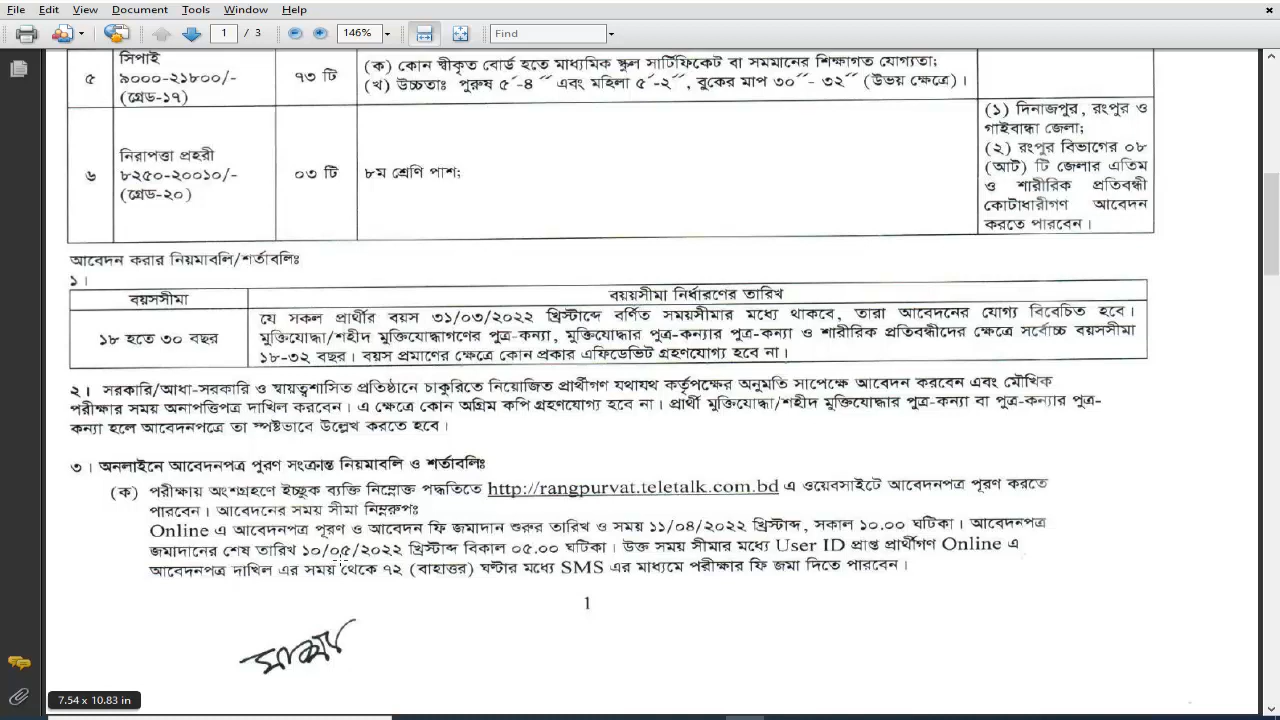 File Edit View Document Tools Window Help
1 / 3 146% Find
সিপাই
৫ ৯০০০-২১৮০০/- ৭৩ টি (ক) কোন স্বীকৃত বোর্ড হতে মাধ্যমিক স্কুল সার্টিফিকেট বা সমমানের শিক্ষাগত যোগ্যতা;
(গ্রেড-১৭) (খ) উচ্চতাঃ পুরুষ ৫´-৪˝ এবং মহিলা ৫´-২˝, বুকের মাপ ৩০˝- ৩২˝ (উভয় ক্ষেত্রে)।
৬
নিরাপত্তা প্রহরী
৮২৫০-২০০১০/-
(গ্রেড-২০)
০৩ টি
৮ম শ্রেণি পাশ;
(১) দিনাজপুর, রংপুর ও
গাইবান্ধা জেলা;
(২) রংপুর বিভাগের ০৮
(আট) টি জেলার এতিম
ও শারীরিক প্রতিবন্ধী
কোটাধারীগণ আবেদন
করতে পারবেন।
আবেদন করার নিয়মাবলি/শর্তাবলিঃ
১।
বয়সসীমা বয়য়সীমা নির্ধারণের তারিখ
১৮ হতে ৩০ বছর
যে সকল প্রার্থীর বয়স ৩১/০৩/২০২২ খ্রিস্টাব্দে বর্ণিত সময়সীমার মধ্যে থাকবে, তারা আবেদনের যোগ্য বিবেচিত হবে।
মুক্তিযোদ্ধা/শহীদ মুক্তিযোদ্ধাগণের পুত্র-কন্যা, মুক্তিযোদ্ধার পুত্র-কন্যার পুত্র-কন্যা ও শারীরিক প্রতিবন্ধীদের ক্ষেত্রে সর্বোচ্চ বয়সসীমা
১৮-৩২ বছর। বয়স প্রমাণের ক্ষেত্রে কোন প্রকার এফিডেভিট গ্রহণযোগ্য হবে না।
২। সরকারি/আধা-সরকারি ও স্বায়ত্বশাসিত প্রতিষ্ঠানে চাকুরিতে নিয়োজিত প্রার্থীগণ যথাযথ কর্তৃপক্ষের অনুমতি সাপেক্ষে আবেদন করবেন এবং মৌখিক
পরীক্ষার সময় অনাপত্তিপত্র দাখিল করবেন। এ ক্ষেত্রে কোন অগ্রিম কপি গ্রহণযোগ্য হবে না। প্রার্থী মুক্তিযোদ্ধা/শহীদ মুক্তিযোদ্ধার পুত্র-কন্যা বা পুত্র-কন্যার পুত্র-
কন্যা হলে আবেদনপত্রে তা স্পষ্টভাবে উল্লেখ করতে হবে।
৩। অনলাইনে আবেদনপত্র পুরণ সংক্রান্ত নিয়মাবলি ও শর্তাবলিঃ
(ক) পরীক্ষায় অংশগ্রহণে ইচ্ছুক ব্যক্তি নিম্নোক্ত পদ্ধতিতে http://rangpurvat.teletalk.com.bd এ ওয়েবসাইটে আবেদনপত্র পূরণ করতে
পারবেন। আবেদনের সময় সীমা নিম্নরুপঃ
Online এ আবেদনপত্র পূরণ ও আবেদন ফি জমাদান শুরুর তারিখ ও সময় ১১/০৪/২০২২ খ্রিস্টাব্দ, সকাল ১০.০০ ঘটিকা। আবেদনপত্র
জমাদানের শেষ তারিখ ১০/০৫/২০২২ খ্রিস্টাব্দ বিকাল ০৫.০০ ঘটিকা। উক্ত সময় সীমার মধ্যে User ID প্রাপ্ত প্রার্থীগণ Online এ
আবেদনপত্র দাখিল এর সময় থেকে ৭২ (বাহাত্তর) ঘন্টার মধ্যে SMS এর মাধ্যমে পরীক্ষার ফি জমা দিতে পারবেন।
1
7.54 x 10.83 in